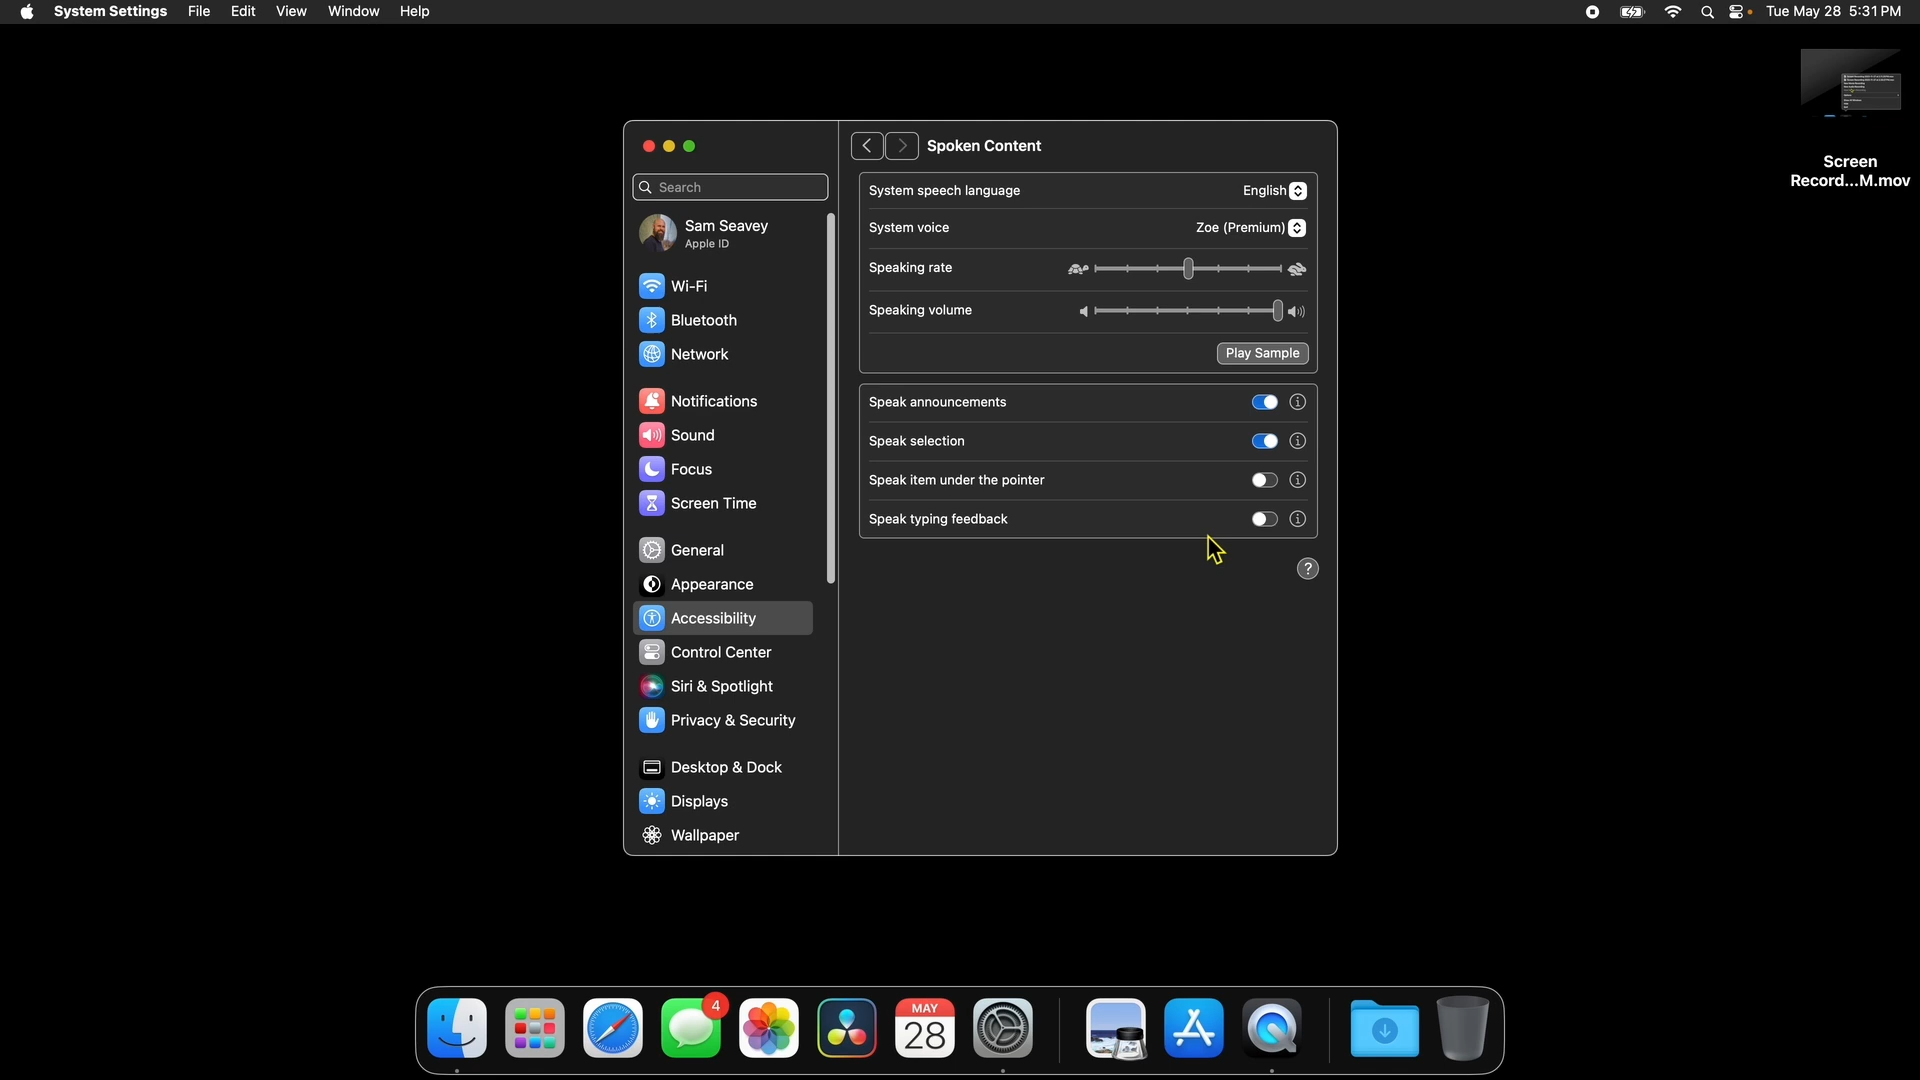 System Settings File Edit View Window Help Tue May 28 5:31 PM
Screen
Record...M.mov
Spoken Content
Search
Sam Seavey
Apple ID
Wi-Fi
Bluetooth
Network
Notifications
Sound
Focus
Screen Time
General
Appearance
Accessibility
Control Center
Siri & Spotlight
Privacy & Security
Desktop & Dock
Displays
Wallpaper
System speech language English
System voice Zoe (Premium)
Speaking rate
Speaking volume
Play Sample
Speak announcements
Speak selection
Speak item under the pointer
Speak typing feedback
?
4
MAY
28